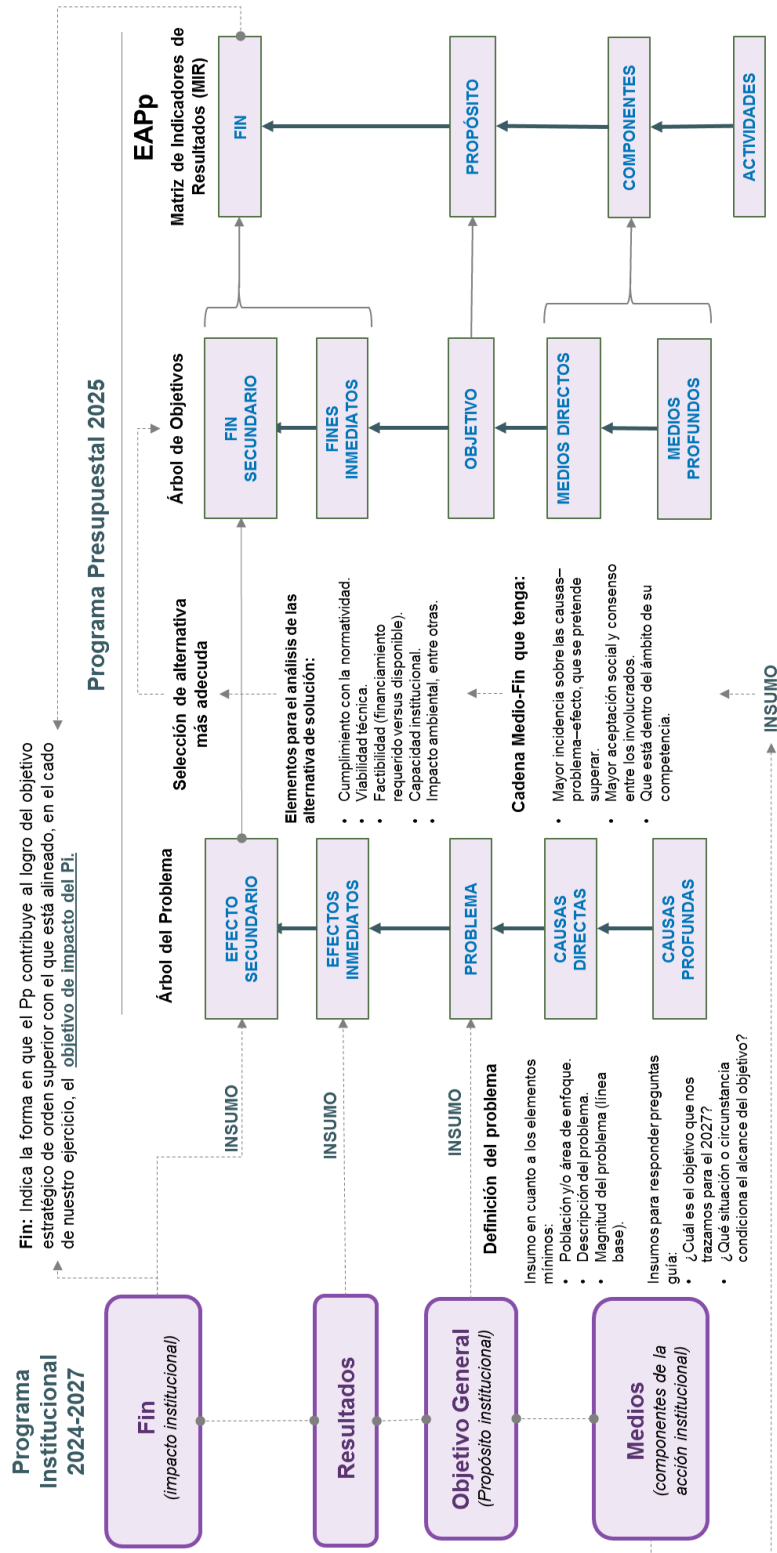 Programa
Institucional
2024-2027
Fin
(impacto institucional)
Resultados
Objetivo General
(Propósito institucional)
Medios
(componentes de la
acción institucional)
Fin: Indica la forma en que el Pp contribuye al logro del objetivo
estratégico de orden superior con el que está alineado, en el cado
de nuestro ejercicio, el objetivo de impacto del Pi.
INSUMO
INSUMO
INSUMO
Definición del problema
Insumo en cuanto a los elementos
mínimos:
• Población y/o área de enfoque.
• Descripción del problema.
• Magnitud del problema (línea
base).
Insumos para responder preguntas
guía:
• ¿Cuál es el objetivo que nos
trazamos para el 2027?
• ¿Qué situación o circunstancia
condiciona el alcance del objetivo?
Programa Presupuestal 2025
Árbol del Problema
EFECTO
SECUNDARIO
EFECTOS
INMEDIATOS
PROBLEMA
CAUSAS
DIRECTAS
CAUSAS
PROFUNDAS
Selección de alternativa
más adecuda
Elementos para el análisis de las
alternativa de solución:
• Cumplimiento con la normatividad.
• Viabilidad técnica.
• Factibilidad (financiamiento
requerido versus disponible).
• Capacidad institucional.
• Impacto ambiental, entre otras.
Cadena Medio-Fin que tenga:
• Mayor incidencia sobre las causas–
problema–efecto, que se pretende
superar.
• Mayor aceptación social y consenso
entre los involucrados.
• Que está dentro del ámbito de su
competencia.
INSUMO
Árbol de Objetivos
FIN
SECUNDARIO
FINES
INMEDIATOS
OBJETIVO
MEDIOS DIRECTOS
MEDIOS
PROFUNDOS
EAPp
Matriz de Indicadores de
Resultados (MIR)
FIN
PROPÓSITO
COMPONENTES
ACTIVIDADES